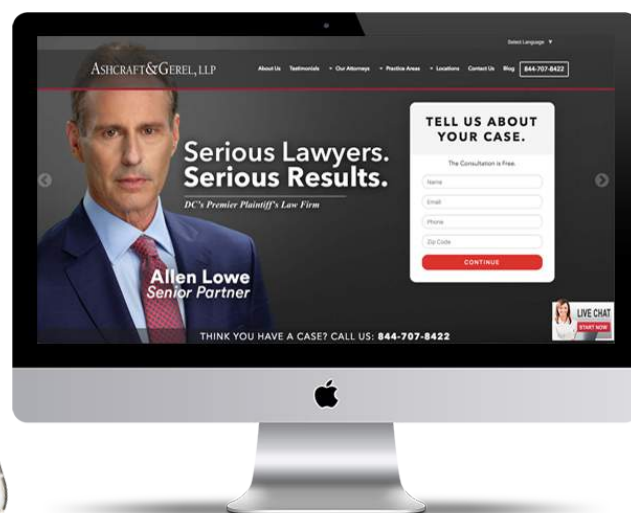 Select Language ▼
ASHCRAFT & GEREL, LLP
About Us Testimonials Our Attorneys Practice Areas Locations Contact Us Blog 844-707-8422
TELL US ABOUT
YOUR CASE.
The Consultation is Free.
Name
Email
Phone
Zip Code
CONTINUE
Serious Lawyers.
Serious Results.
DC's Premier Plaintiff's Law Firm
Allen Lowe
Senior Partner
LIVE CHAT
START NOW
THINK YOU HAVE A CASE? CALL US: 844-707-8422